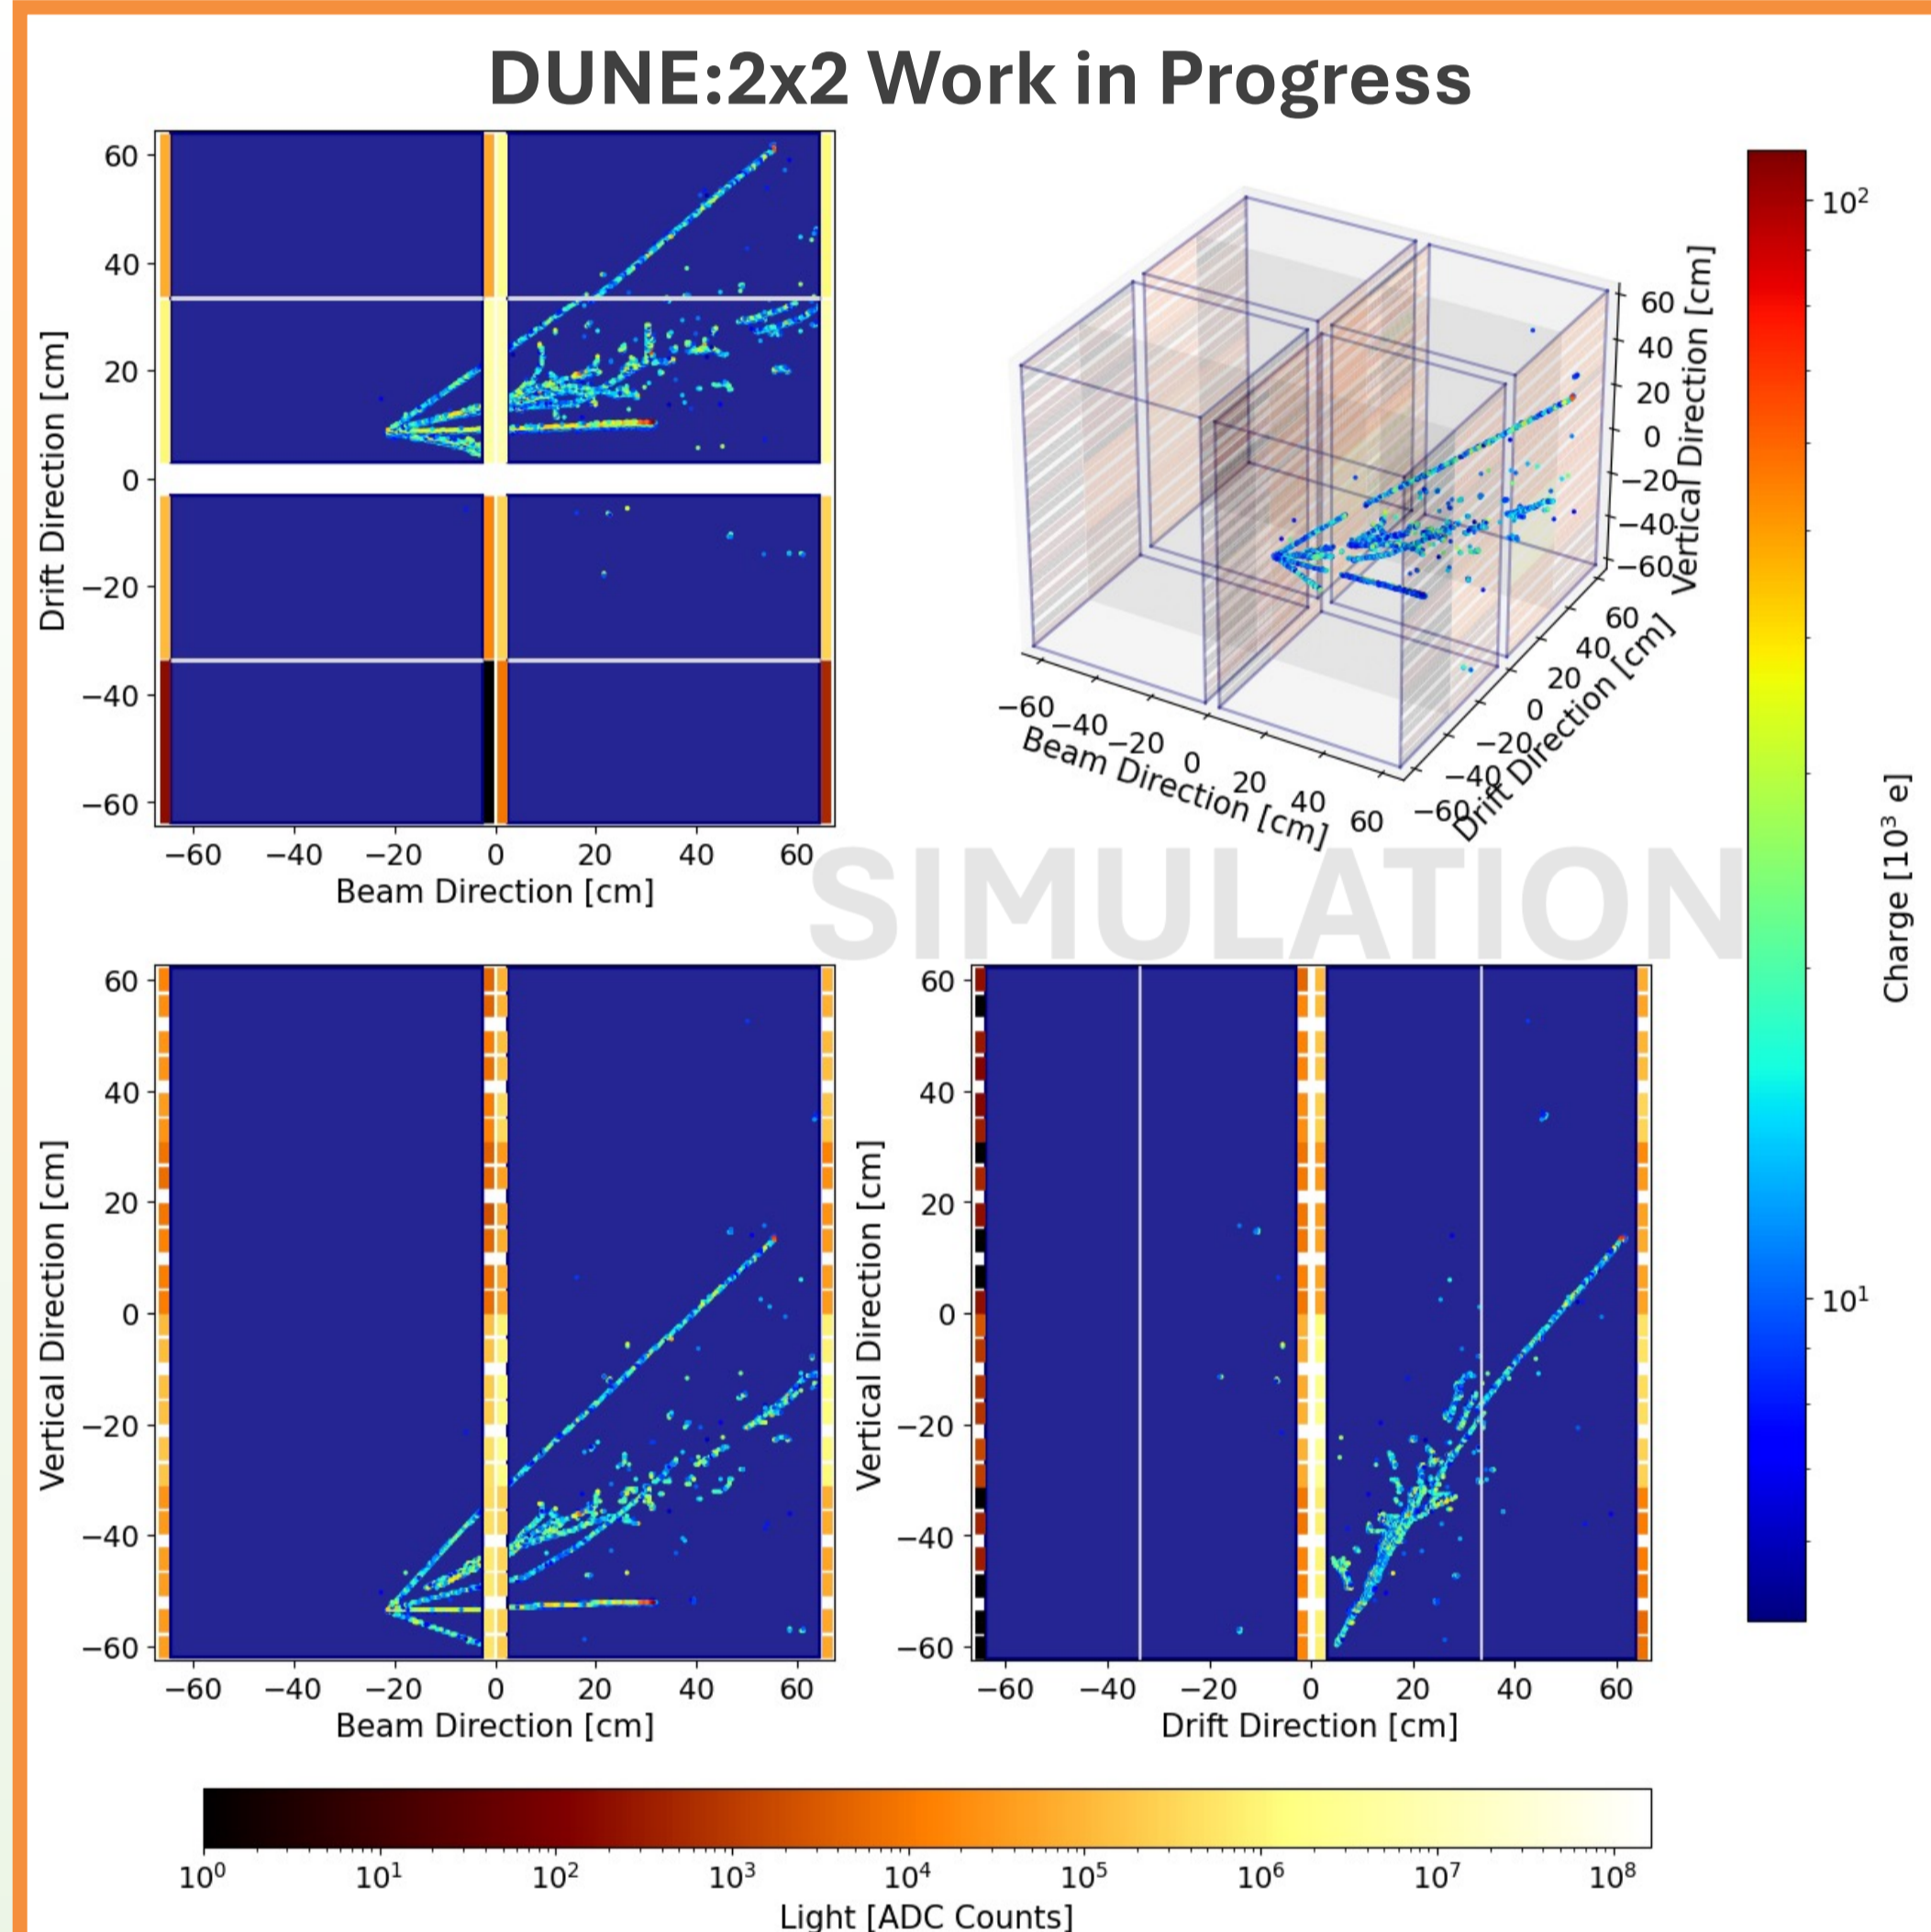 DUNE:2x2 Work in Progress
60
40
20
0
−20
−40
−60
Drift Direction [cm]
−60 −40 −20 0 20 40 60
Beam Direction [cm]
60
40
20
0
−20
−40
−60
Vertical Direction [cm]
−60 −40 −20 0 20 40 60
Beam Direction [cm]
60
40
20
0
−20
−40
−60
Drift Direction [cm]
10²
10¹
Charge [10³ e]
SIMULATION
60
40
20
0
−20
−40
−60
Vertical Direction [cm]
−60 −40 −20 0 20 40 60
Beam Direction [cm]
60
40
20
0
−20
−40
−60
Vertical Direction [cm]
−60 −40 −20 0 20 40 60
Drift Direction [cm]
10⁰ 10¹ 10² 10³ 10⁴ 10⁵ 10⁶ 10⁷ 10⁸
Light [ADC Counts]